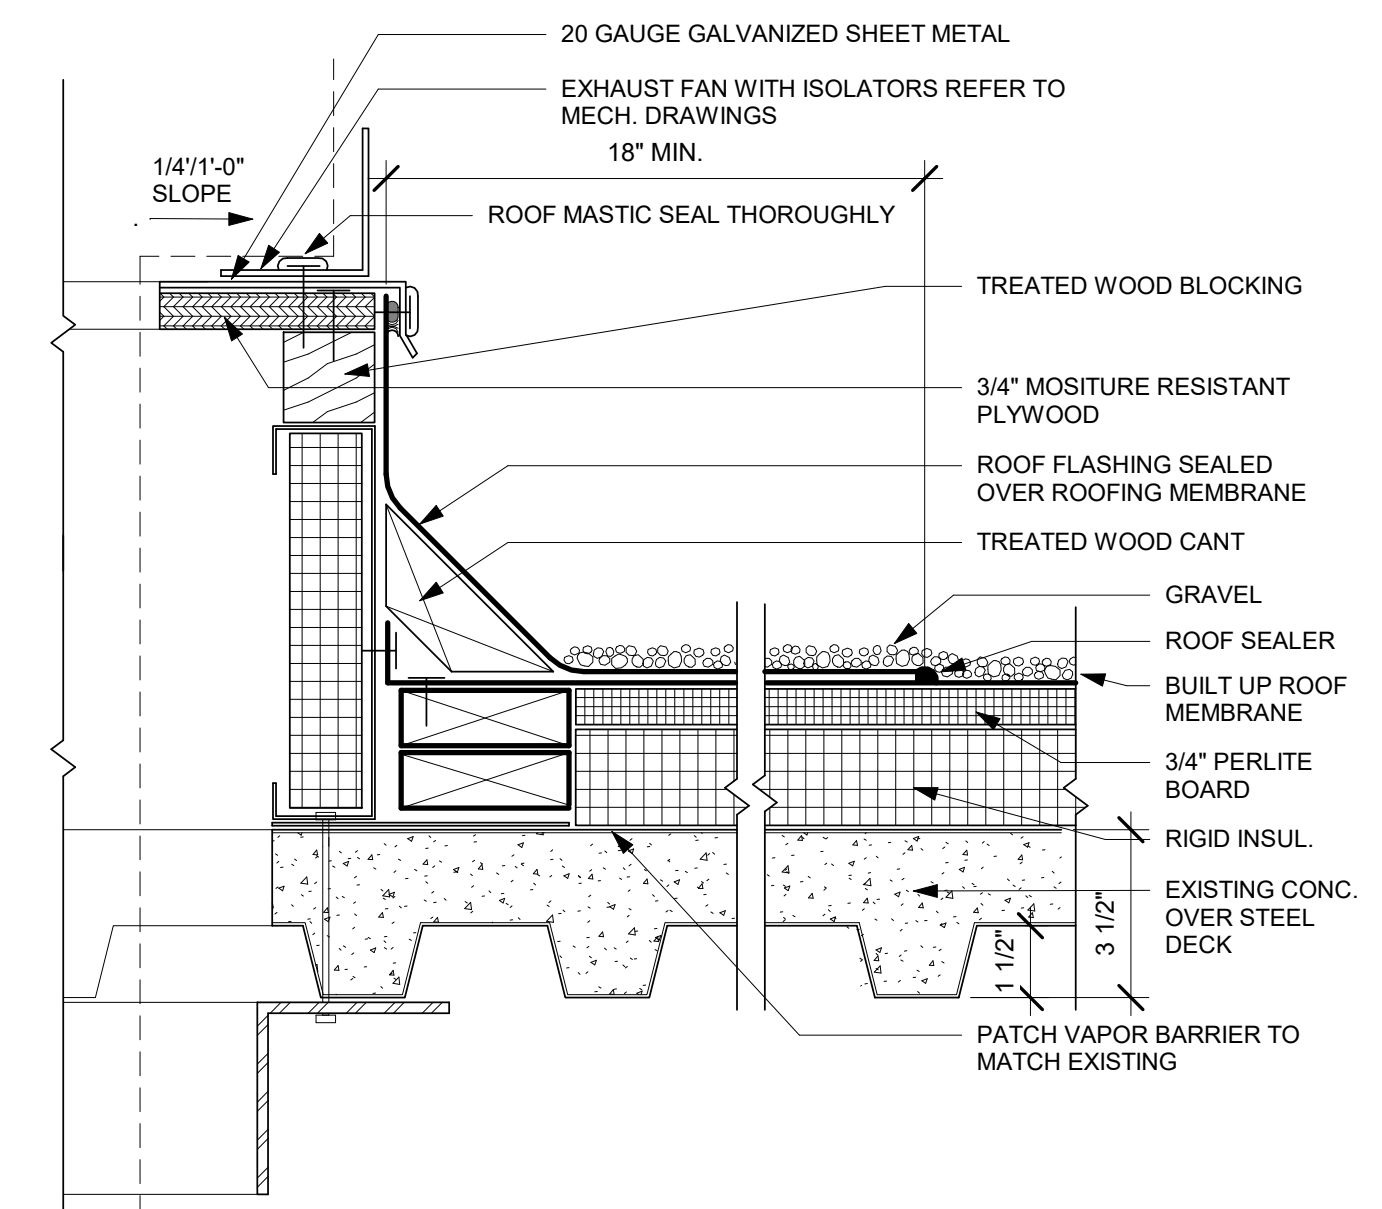 20 GAUGE GALVANIZED SHEET METAL
EXHAUST FAN WITH ISOLATORS REFER TO
MECH. DRAWINGS
18" MIN.
1/4'/1'-0"
SLOPE
ROOF MASTIC SEAL THOROUGHLY
TREATED WOOD BLOCKING
3/4" MOSITURE RESISTANT
PLYWOOD
ROOF FLASHING SEALED
OVER ROOFING MEMBRANE
TREATED WOOD CANT
GRAVEL
ROOF SEALER
BUILT UP ROOF
MEMBRANE
3/4" PERLITE
BOARD
RIGID INSUL.
EXISTING CONC.
OVER STEEL
DECK
3 1/2"
1 1/2"
PATCH VAPOR BARRIER TO
MATCH EXISTING